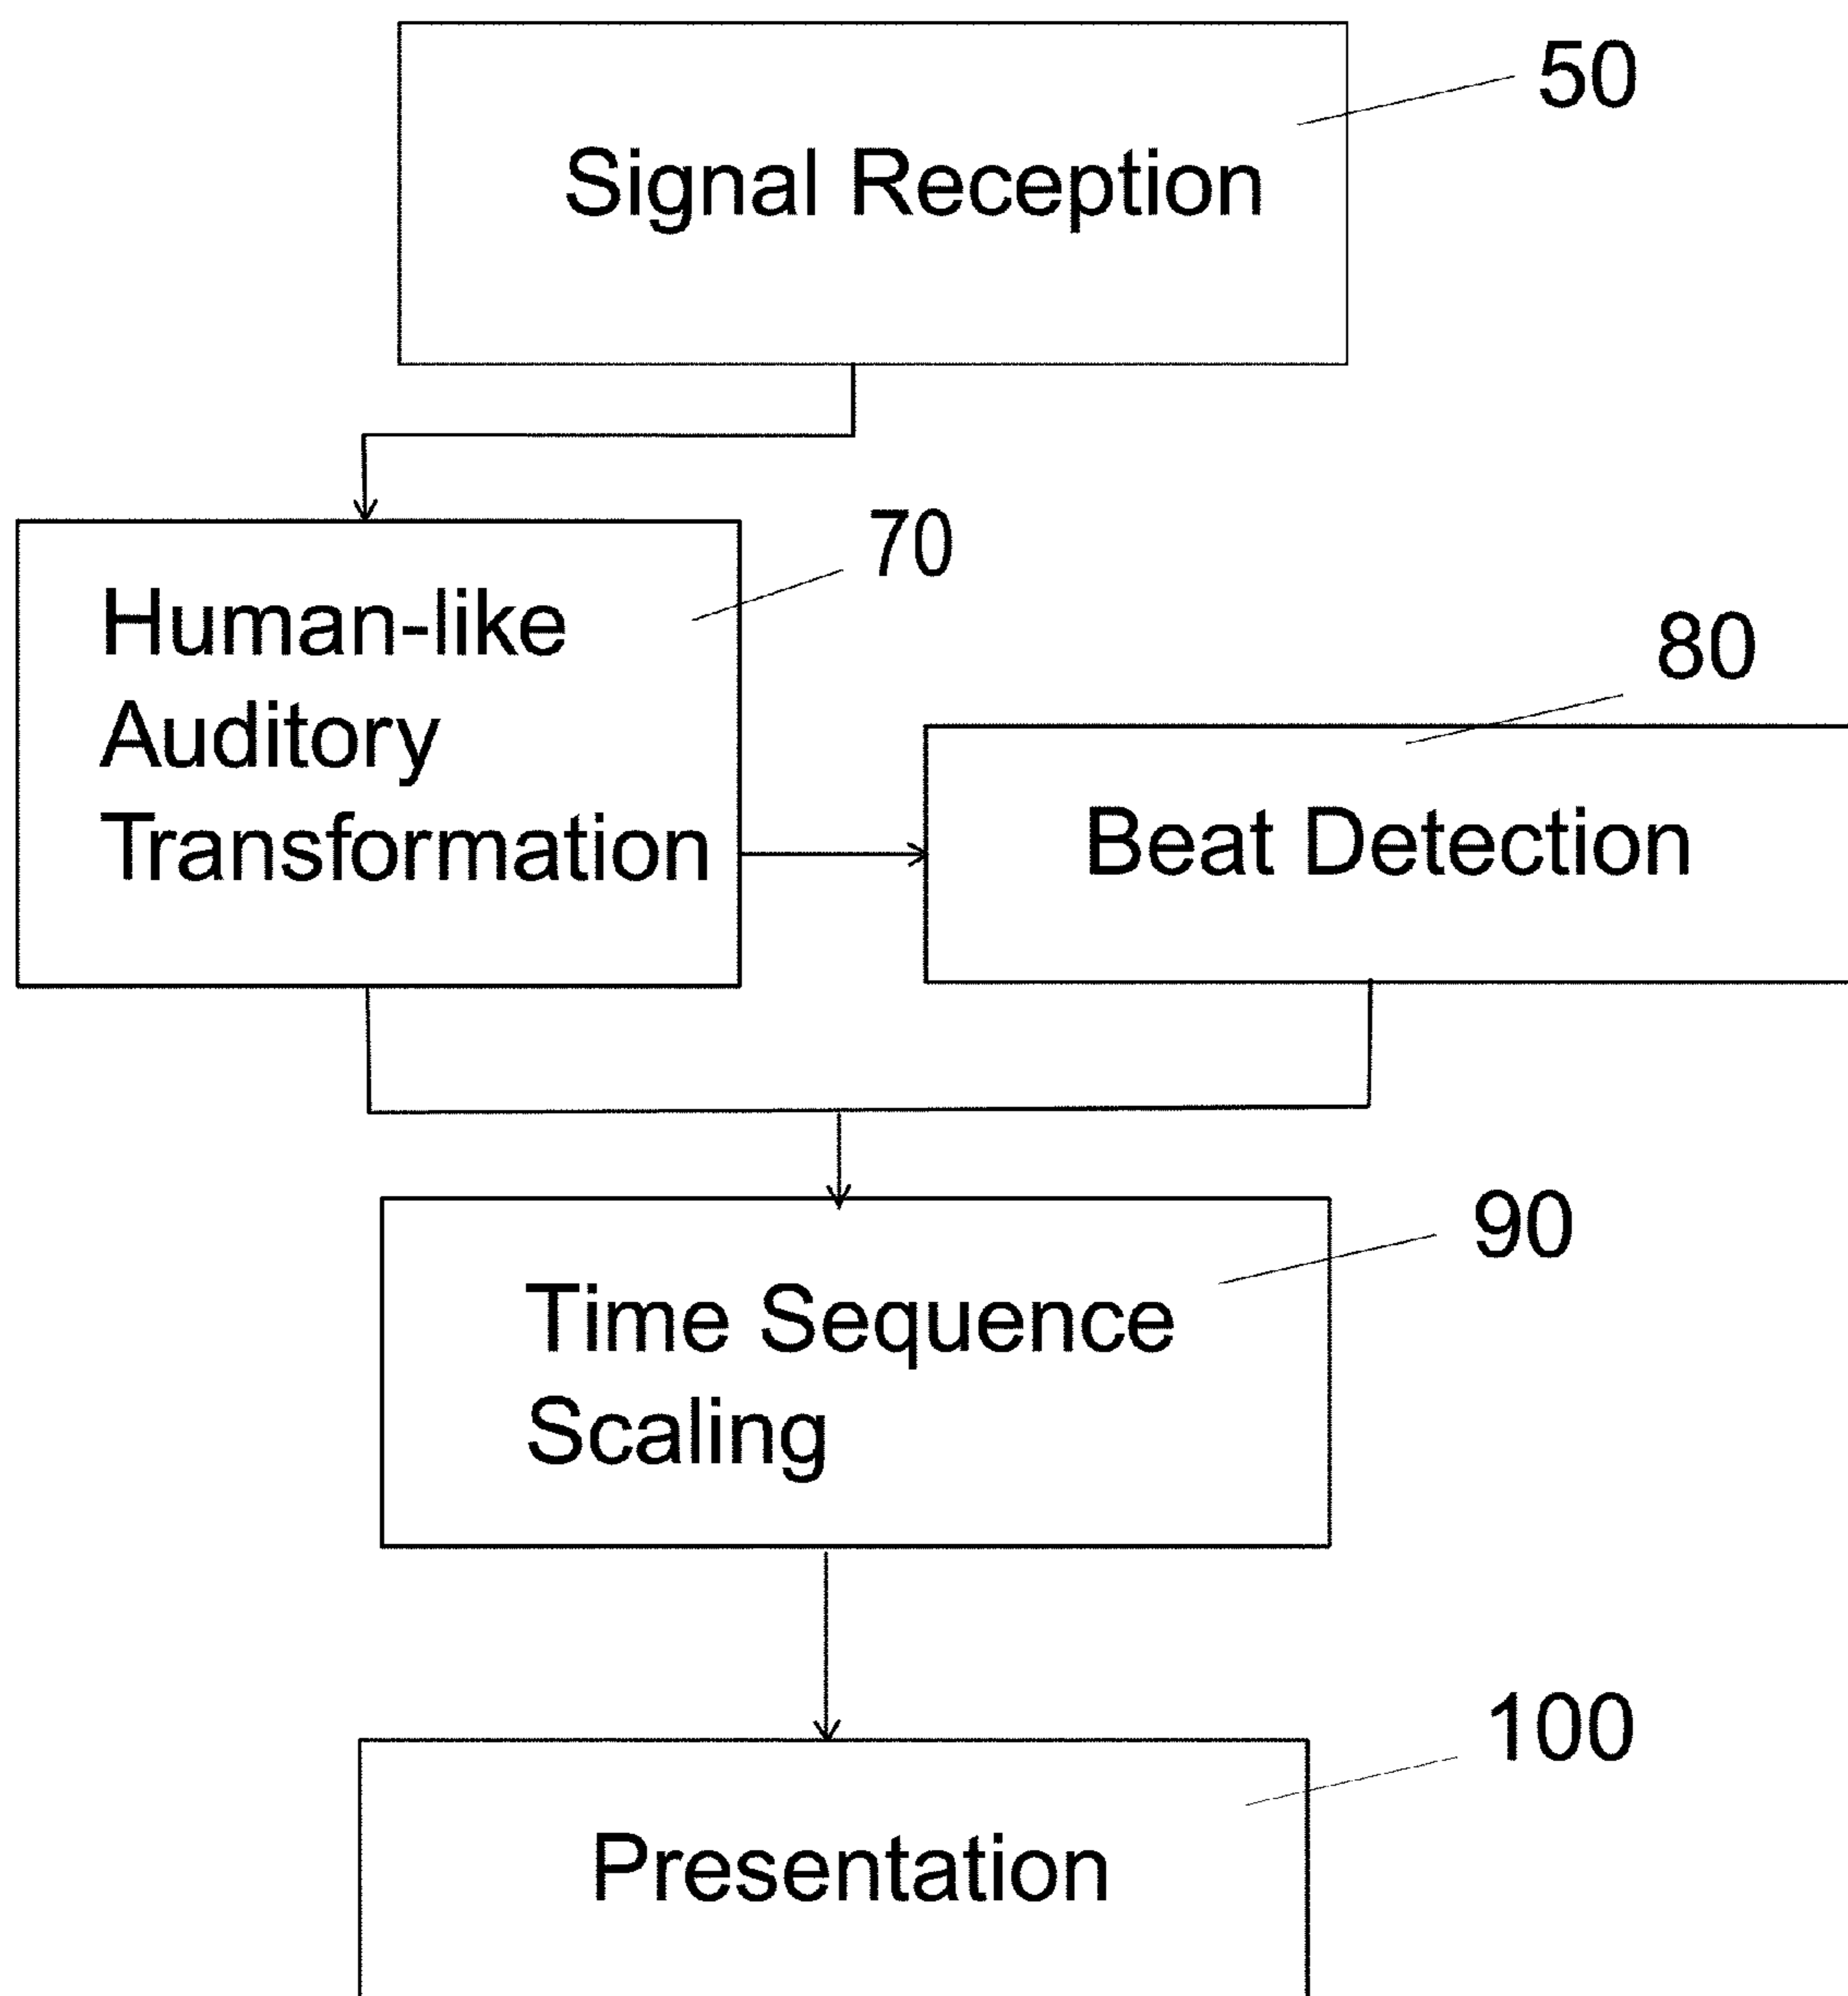 50
Signal Reception
70
Human-like
Auditory
Transformation
80
Beat Detection
90
Time Sequence
Scaling
100
Presentation